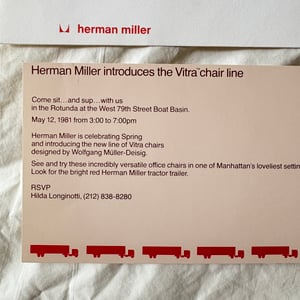 herman miller
Herman Miller introduces the Vitra™chair line
Come sit...and sup...with us
in the Rotunda at the West 79th Street Boat Basin.
May 12, 1981 from 3:00 to 7:00pm
Herman Miller is celebrating Spring
and introducing the new line of Vitra chairs
designed by Wolfgang Müller-Deisig.
See and try these incredibly versatile office chairs in one of Manhattan's loveliest settin
Look for the bright red Herman Miller tractor trailer.
RSVP
Hilda Longinotti, (212) 838-8280